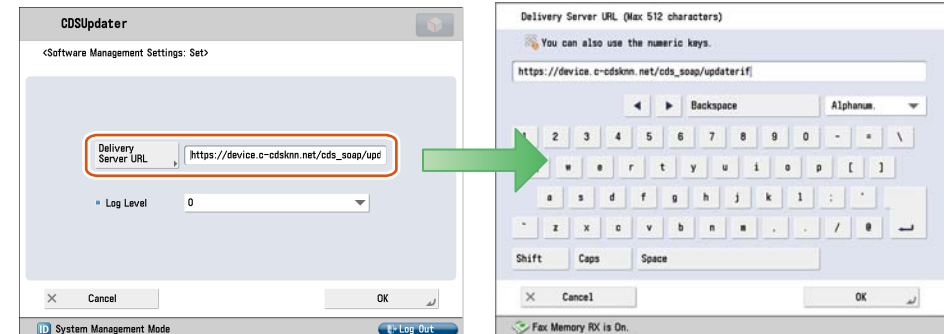 CDSUpdater
<Software Management Settings: Set>
Delivery
Server URL
https://device.c-cdsknn.net/cds_soap/upd
Log Level
0
Cancel
OK
System Management Mode
Log Out
Delivery Server URL (Max 512 characters)
You can also use the numeric keys.
https://device.c-cdsknn.net/cds_soap/updaterif
Backspace
Alphanum.
2 3 4 5 6 7 8 9 0 - = \
w e r t y u i o p [ ]
a s d f g h j k l ; '
` z x c v b n m , . / @
Shift
Caps
Space
Cancel
OK
Fax Memory RX is On.